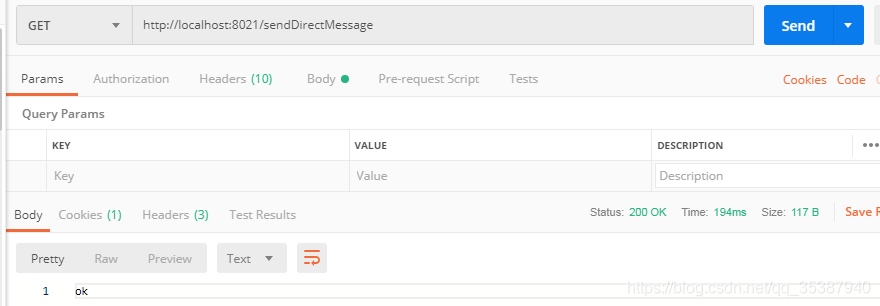 GET http://localhost:8021/sendDirectMessage Send
Params Authorization Headers (10) Body Pre-request Script Tests Cookies Code
Query Params
KEY VALUE DESCRIPTION
Key Value Description
Body Cookies (1) Headers (3) Test Results Status: 200 OK Time: 194ms Size: 117 B Save
Pretty Raw Preview Text
1 ok
https://blog.csdn.net/qq_35387940